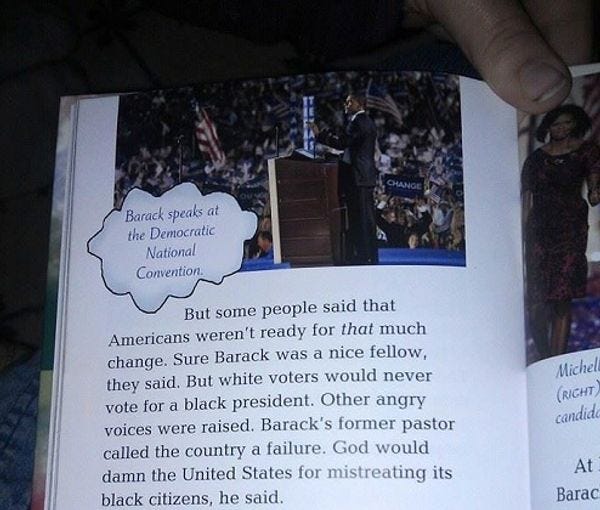 CHANGE
Barack speaks at
the Democratic
National
Convention.
But some people said that
Americans weren't ready for that much
change. Sure Barack was a nice fellow,
they said. But white voters would never
vote for a black president. Other angry
voices were raised. Barack's former pastor
called the country a failure. God would
damn the United States for mistreating its
black citizens, he said.
(RIGHT)
At
Barac